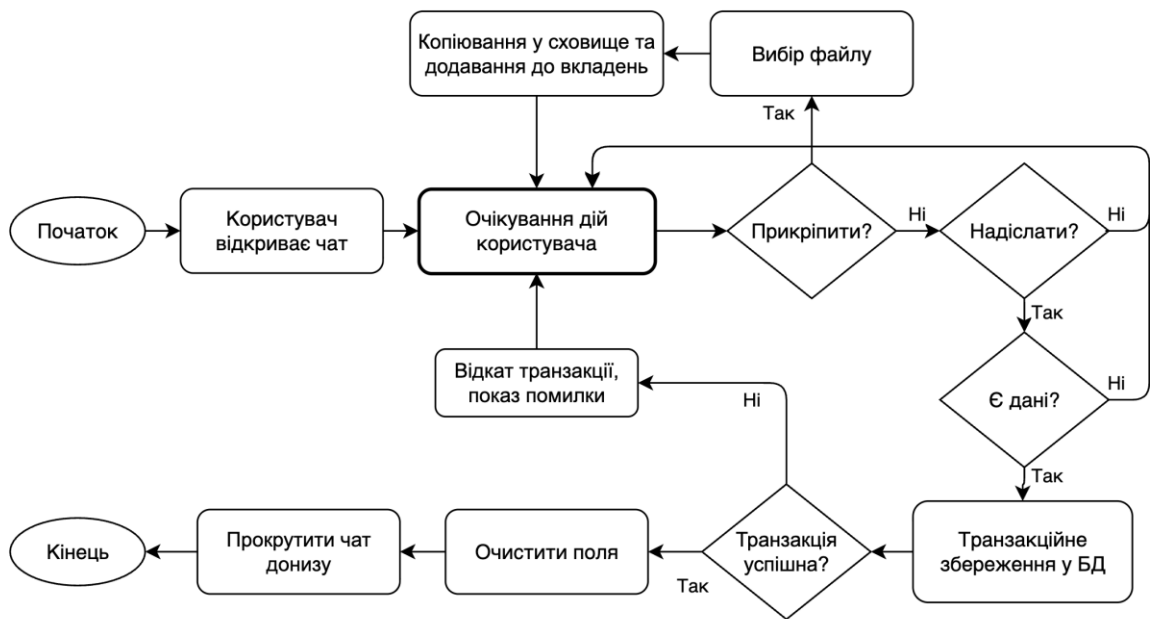 Копіювання у сховище та
додавання до вкладень
Вибір файлу
Так
Початок
Користувач
відкриває чат
Очікування дій
користувача
Прикріпити?
Ні
Надіслати?
Ні
Так
Відкат транзакції,
показ помилки
Ні
Є дані?
Ні
Так
Кінець
Прокрутити чат
донизу
Очистити поля
Так
Транзакція
успішна?
Транзакційне
збереження у БД